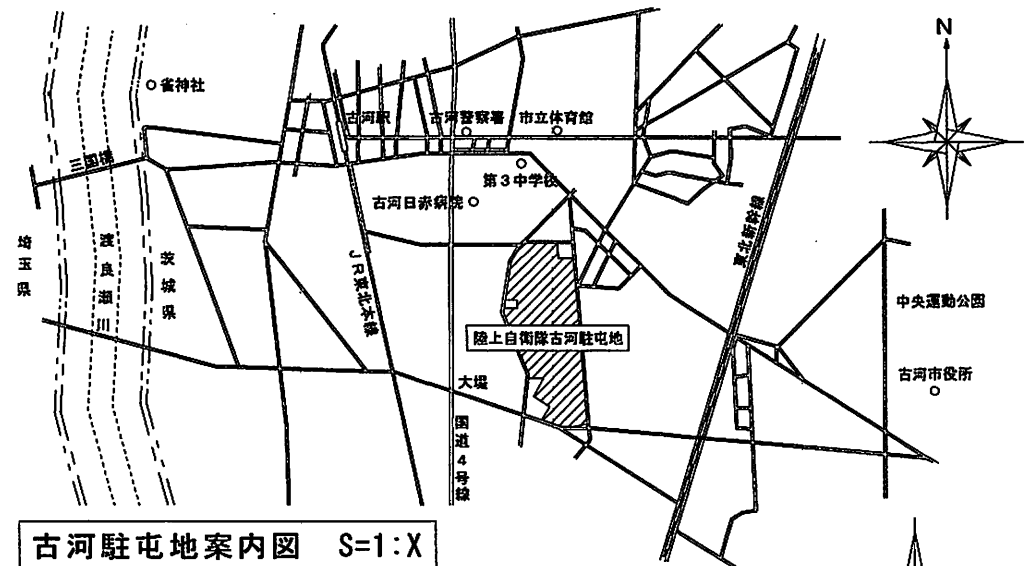 N
雀神社
古河駅
古河警察署
市立体育館
三国橋
第3中学校
古河日赤病院
埼玉県
渡良瀬川
茨城県
JR東北本線
東北新幹線
中央運動公園
陸上自衛隊古河駐屯地
大堤
古河市役所
国道4号線
古河駐屯地案内図 S=1:X